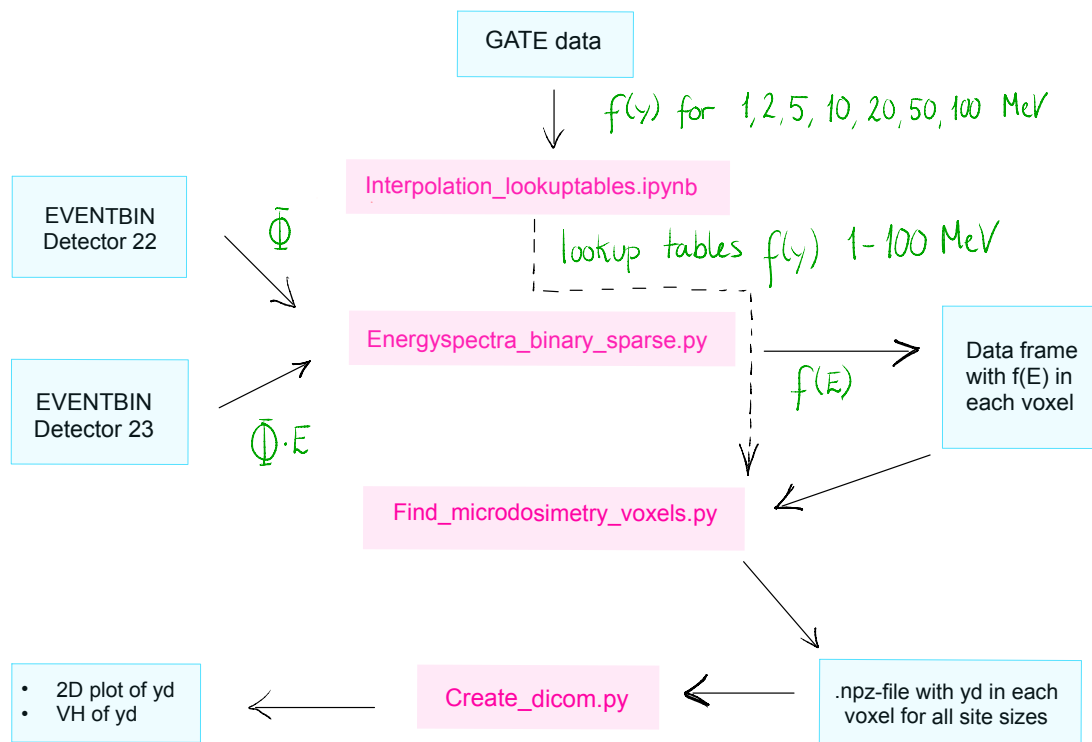 GATE data
f(y) for 1, 2, 5, 10, 20, 50, 100 MeV
Interpolation_lookuptables.ipynb
EVENTBIN
Detector 22
Φ̄
lookup tables f(y) 1-100 MeV
Energyspectra_binary_sparse.py
f(E)
Data frame
with f(E) in
each voxel
EVENTBIN
Detector 23
Φ̄·E
Find_microdosimetry_voxels.py
• 2D plot of yd
• VH of yd
Create_dicom.py
.npz-file with yd in each
voxel for all site sizes